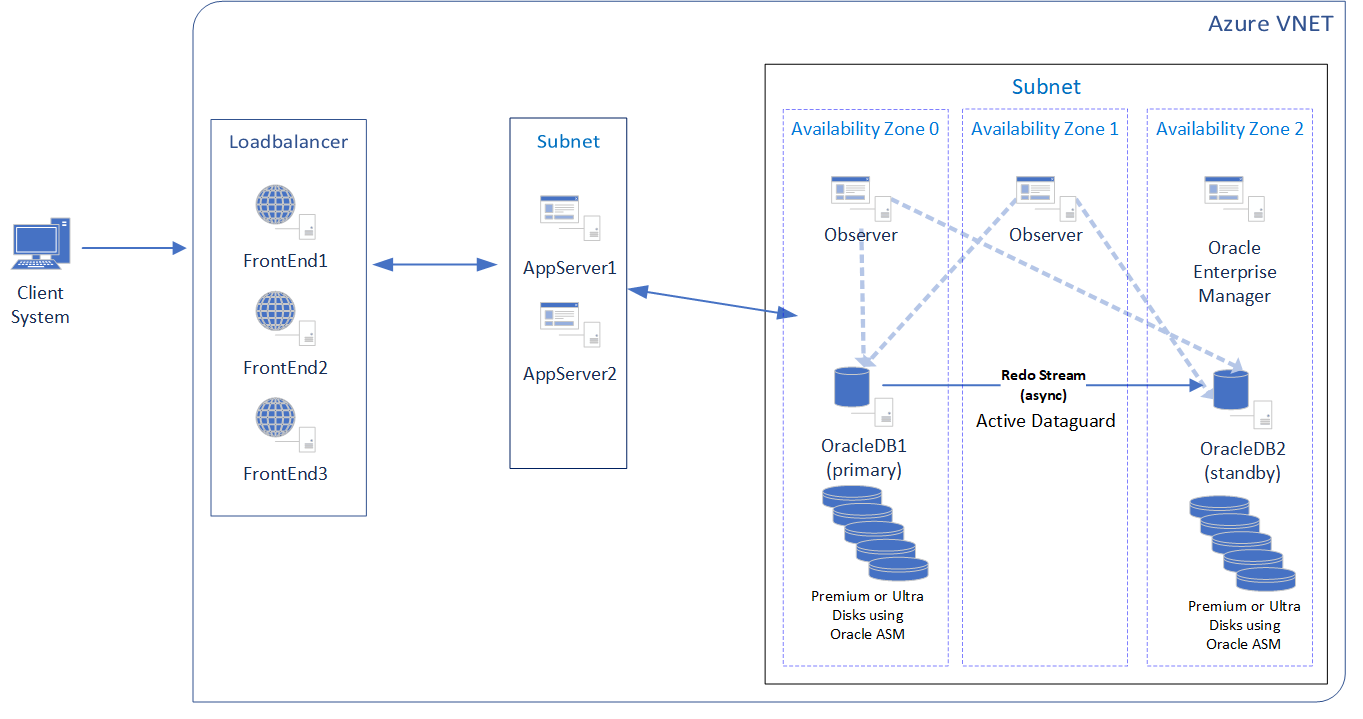 Azure VNET
Client
System
Loadbalancer
FrontEnd1
FrontEnd2
FrontEnd3
Subnet
AppServer1
AppServer2
Subnet
Availability Zone 0
Observer
OracleDB1
(primary)
Premium or Ultra
Disks using
Oracle ASM
Availability Zone 1
Observer
Redo Stream
(async)
Active Dataguard
Availability Zone 2
Oracle
Enterprise
Manager
OracleDB2
(standby)
Premium or Ultra
Disks using
Oracle ASM